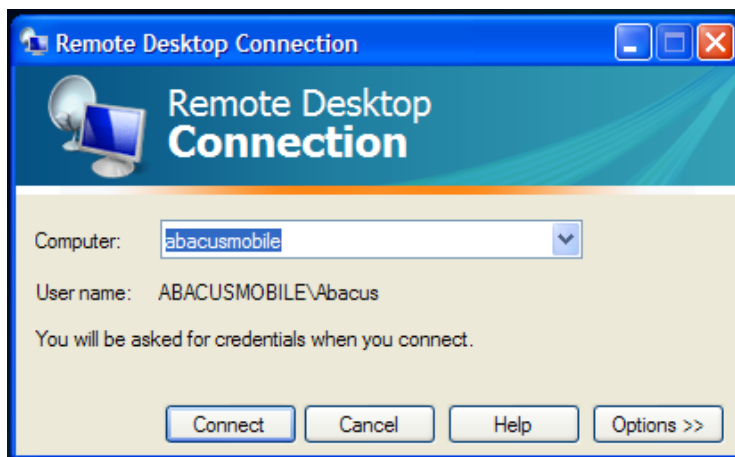 Remote Desktop Connection
Remote Desktop
Connection
Computer: abacusmobile
User name: ABACUSMOBILE\Abacus
You will be asked for credentials when you connect.
Connect Cancel Help Options >>